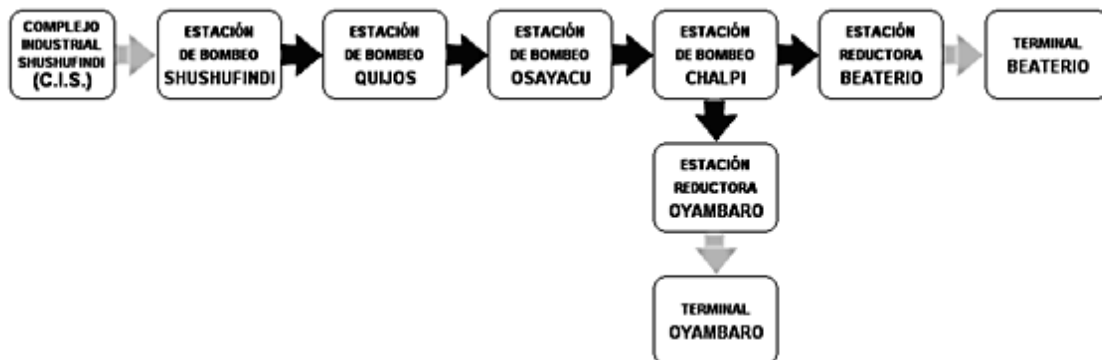 COMPLEJO
INDUSTRIAL
SHUSHUFINDI
(C.I.S.)
ESTACIÓN
DE BOMBEO
SHUSHUFINDI
ESTACIÓN
DE BOMBEO
QUIJOS
ESTACIÓN
DE BOMBEO
OSAYACU
ESTACIÓN
DE BOMBEO
CHALPI
ESTACIÓN
REDUCTORA
BEATERIO
TERMINAL
BEATERIO
ESTACIÓN
REDUCTORA
OYAMBARO
TERMINAL
OYAMBARO